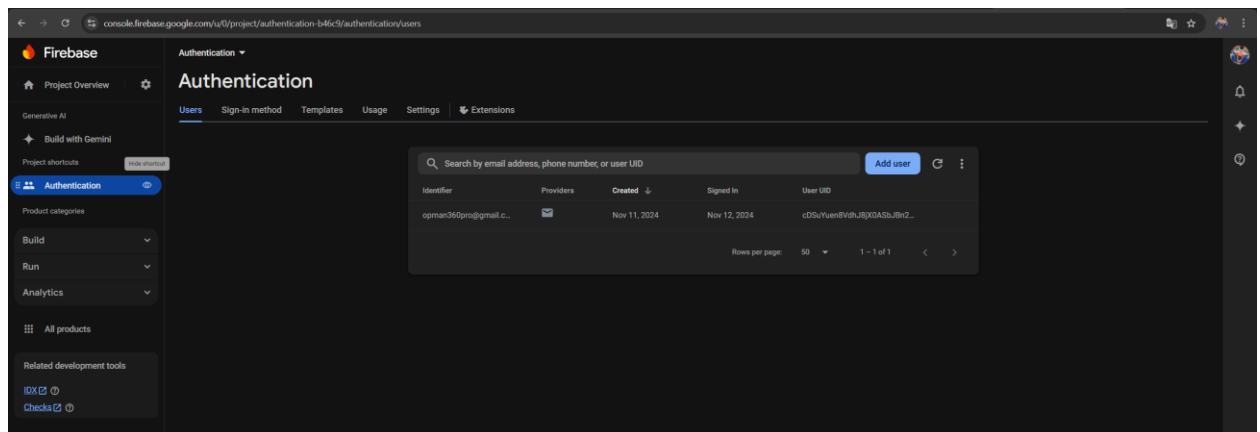 console.firebase.google.com/u/0/project/authentication-b46c9/authentication/users
Firebase
Project Overview
Generative AI
Build with Gemini
Project shortcuts
Hide shortcut
Authentication
Product categories
Build
Run
Analytics
All products
Related development tools
IDX
Checks
Authentication
Authentication
Users Sign-in method Templates Usage Settings Extensions
Search by email address, phone number, or user UID Add user
Identifier Providers Created Signed In User UID
opman360pro@gmail.c... Nov 11, 2024 Nov 12, 2024
Rows per page: 50 1 – 1 of 1